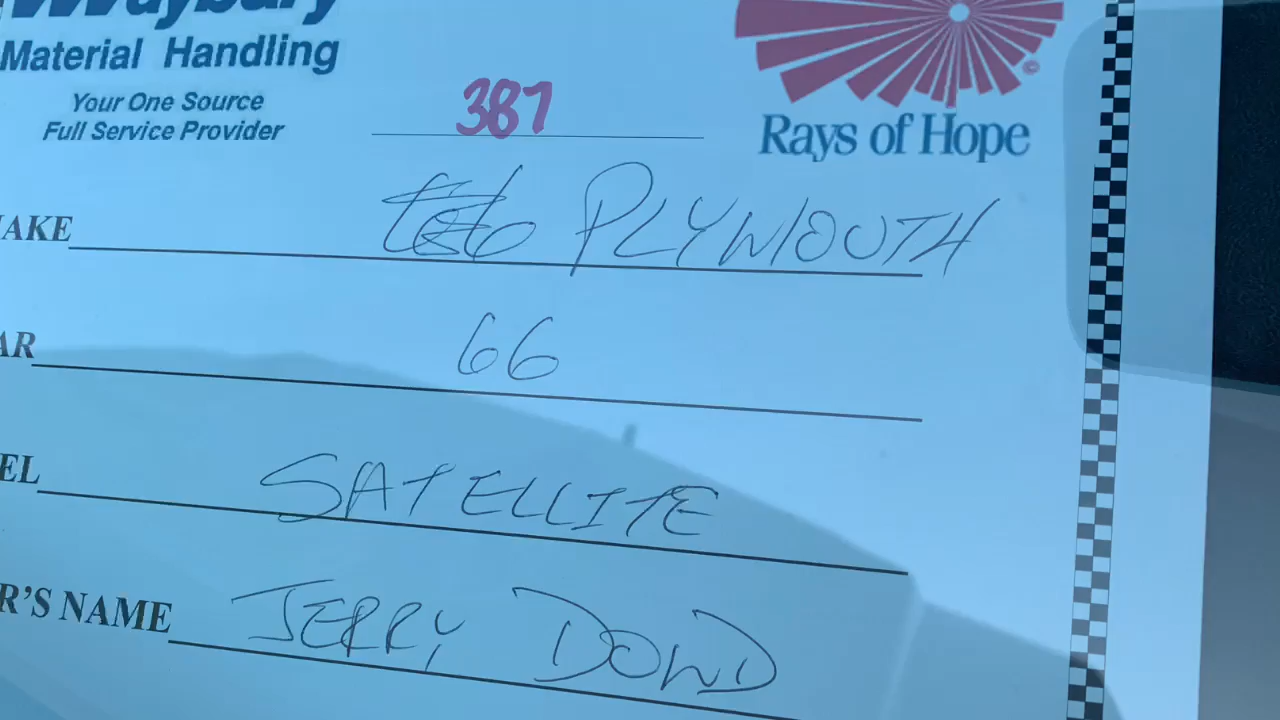 Material Handling
Your One Source
Full Service Provider
387
Rays of Hope
AKE PLYMOUTH
AR 66
EL SATELLITE
R'S NAME JERRY DOWD